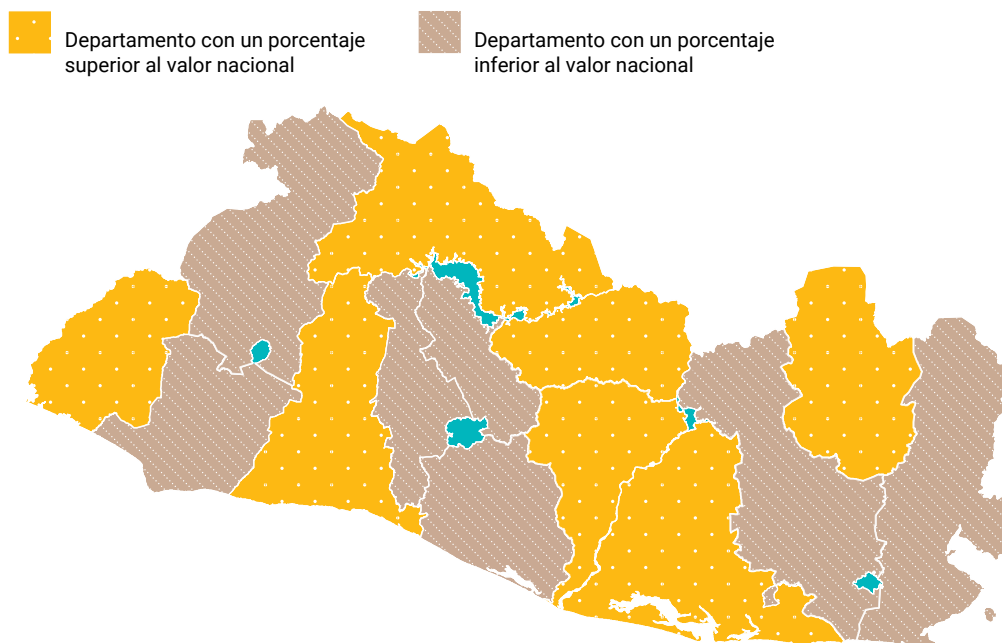 Departamento con un porcentaje
superior al valor nacional
Departamento con un porcentaje
inferior al valor nacional